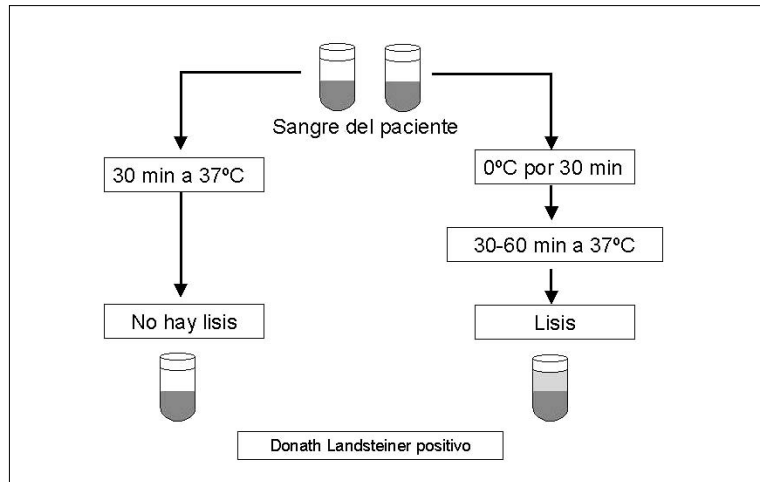 Sangre del paciente
30 min a 37ºC
0ºC por 30 min
30-60 min a 37ºC
No hay lisis
Lisis
Donath Landsteiner positivo